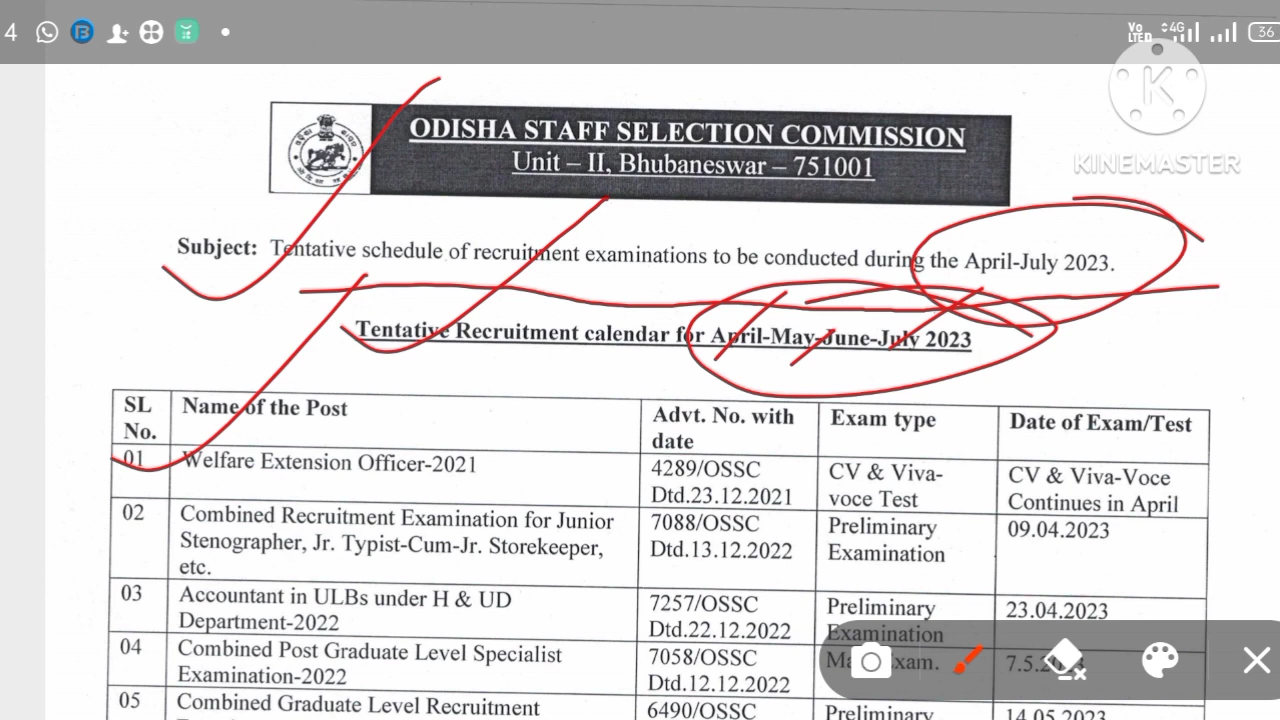 4
Vo
LTE
4G
36
K
KINEMASTER
ODISHA STAFF SELECTION COMMISSION
Unit – II, Bhubaneswar – 751001
Subject: Tentative schedule of recruitment examinations to be conducted during the April-July 2023.
Tentative Recruitment calendar for April-May-June-July 2023
SL
No.
Name of the Post
Advt. No. with
date
Exam type
Date of Exam/Test
01
Welfare Extension Officer-2021
4289/OSSC
Dtd.23.12.2021
CV & Viva-
voce Test
CV & Viva-Voce
Continues in April
02
Combined Recruitment Examination for Junior
Stenographer, Jr. Typist-Cum-Jr. Storekeeper,
etc.
7088/OSSC
Dtd.13.12.2022
Preliminary
Examination
09.04.2023
03
Accountant in ULBs under H & UD
Department-2022
7257/OSSC
Dtd.22.12.2022
Preliminary
Examination
23.04.2023
04
Combined Post Graduate Level Specialist
Examination-2022
7058/OSSC
Dtd.12.12.2022
Exam.
05
Combined Graduate Level Recruitment
6490/OSSC
Preliminary
14.05.2023